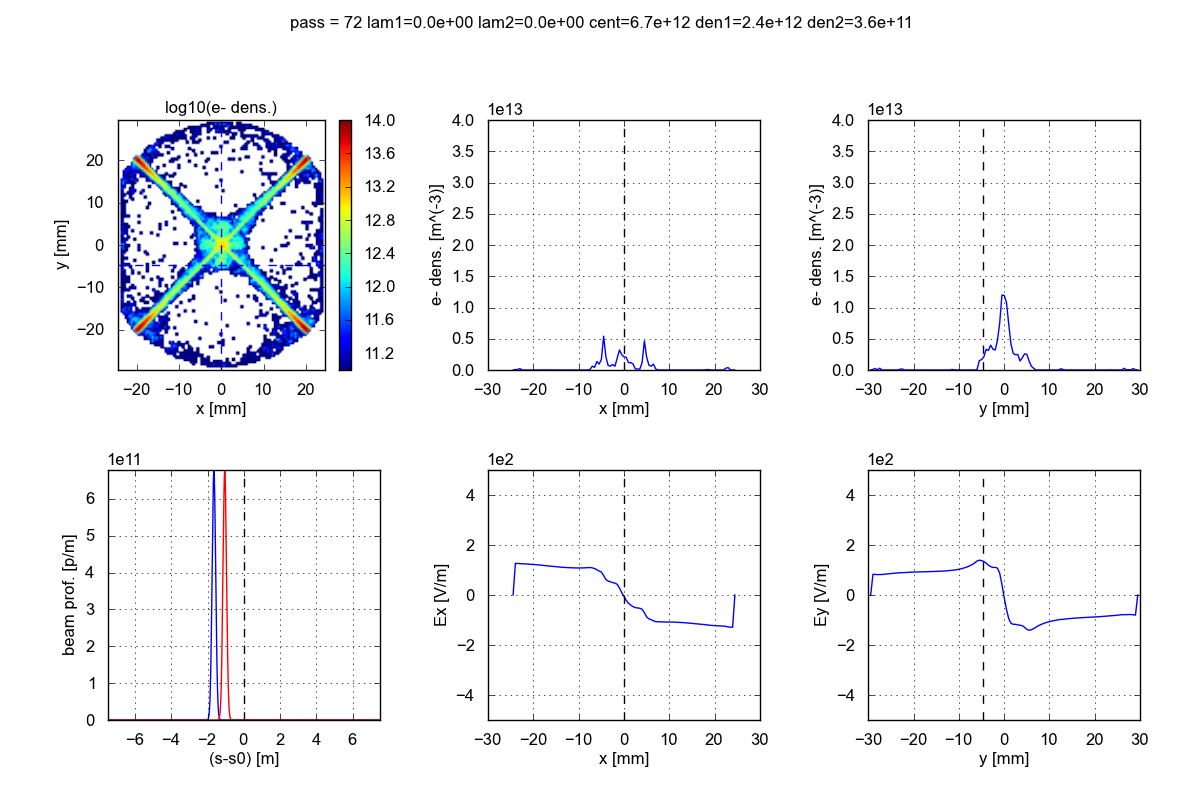 pass = 72 lam1=0.0e+00 lam2=0.0e+00 cent=6.7e+12 den1=2.4e+12 den2=3.6e+11
log10(e- dens.)
y [mm]
20
10
0
−10
−20
−20 −10 0 10 20
x [mm]
14.0
13.6
13.2
12.8
12.4
12.0
11.6
11.2
1e13
e- dens. [m^(-3)]
4.0
3.5
3.0
2.5
2.0
1.5
1.0
0.5
0.0
−30 −20 −10 0 10 20 30
x [mm]
1e13
e- dens. [m^(-3)]
4.0
3.5
3.0
2.5
2.0
1.5
1.0
0.5
0.0
−30 −20 −10 0 10 20 30
y [mm]
1e11
beam prof. [p/m]
6
5
4
3
2
1
0
−6 −4 −2 0 2 4 6
(s-s0) [m]
1e2
Ex [V/m]
4
2
0
−2
−4
−30 −20 −10 0 10 20 30
x [mm]
1e2
Ey [V/m]
4
2
0
−2
−4
−30 −20 −10 0 10 20 30
y [mm]